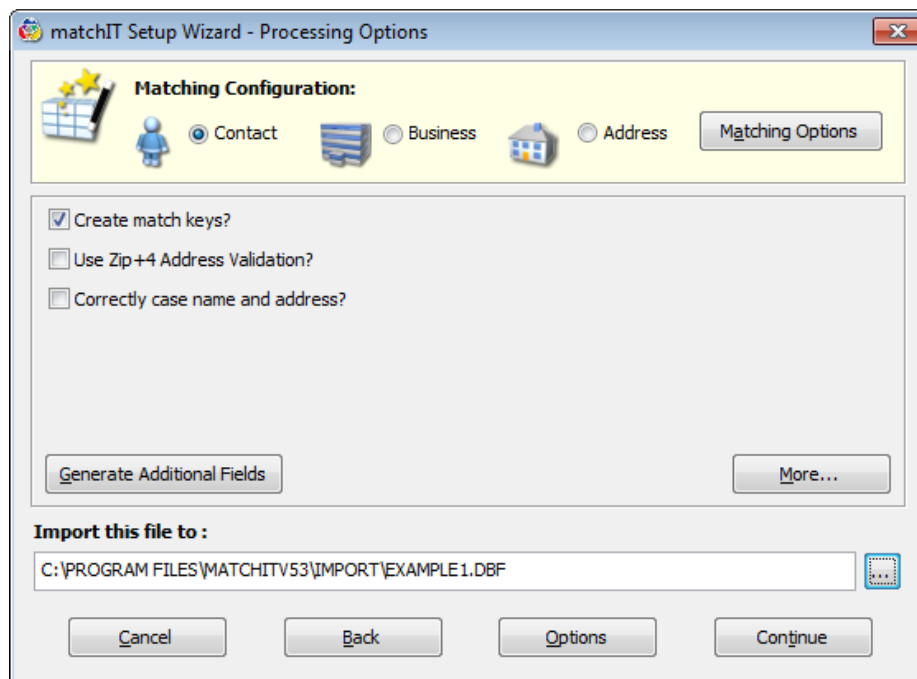 matchIT Setup Wizard - Processing Options
Matching Configuration:
Contact Business Address Matching Options
Create match keys?
Use Zip+4 Address Validation?
Correctly case name and address?
Generate Additional Fields More...
Import this file to :
C:\PROGRAM FILES\MATCHITV53\IMPORT\EXAMPLE1.DBF ...
Cancel Back Options Continue